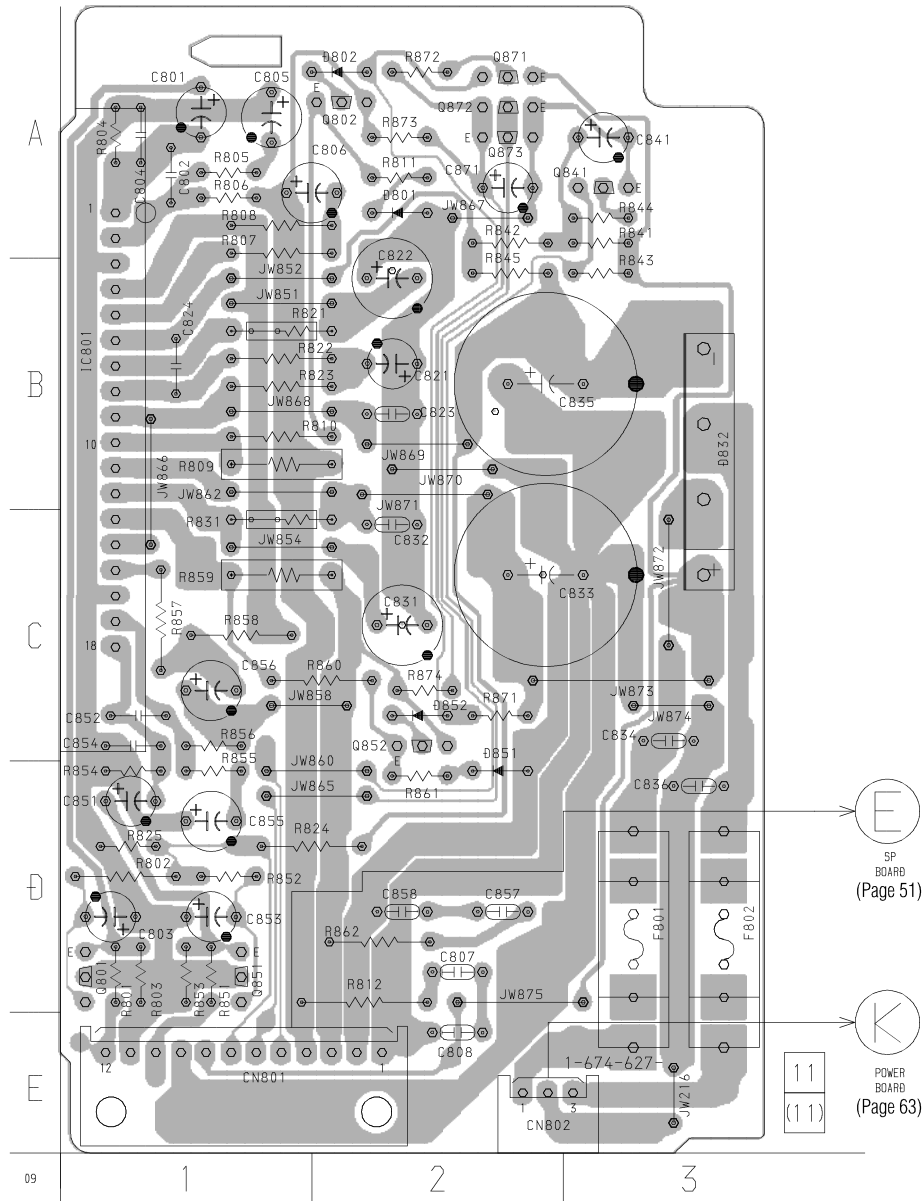 D802 R872 Q871
C801 C805 E
E Q802 Q872 E
A R804 R873 E C841
C804 C802 R805 C806 R811 C871 Q873 Q841 E
R806 D801 JW867
1 R808 R844
R807 R842 R841
C822 R845 R843
JW852
JW851
IC801 C824 R821
R822 C821
B R823 C835
JW868 C823
10 R810 D832
JW866 R809 JW869
JW862 JW870
R831 JW871
JW854 C832 JW872
R859 C833
C R857 C831
18 R858
C856 R860 R874 JW873
C852 JW858 D852 R871 JW874
C854 R856 Q852 C834
R854 R855 JW860 E D851
C851 JW865 R861 C836
C855 E
R825 R824 SP
R802 BOARD
D R852 (Page 51)
C803 C853 C858 C857 F801 F802
E E R862
Q801 R801 R803 R853 R851 Q851 C807
R812 JW875
K
C808 1-674-627-
12 CN801 1 11 POWER
E 1 3 JW216 BOARD
CN802 (11) (Page 63)
09 1 2 3